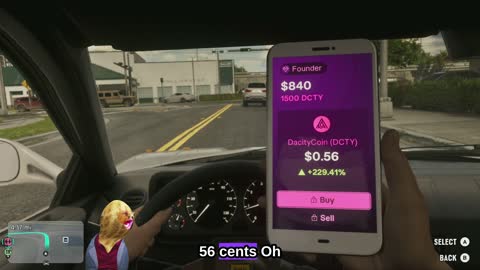 Founder
$840
1500 DCTY
DacityCoin (DCTY)
$0.56
▲ +229.41%
Buy
Sell
SELECT A
BACK B
56 cents Oh